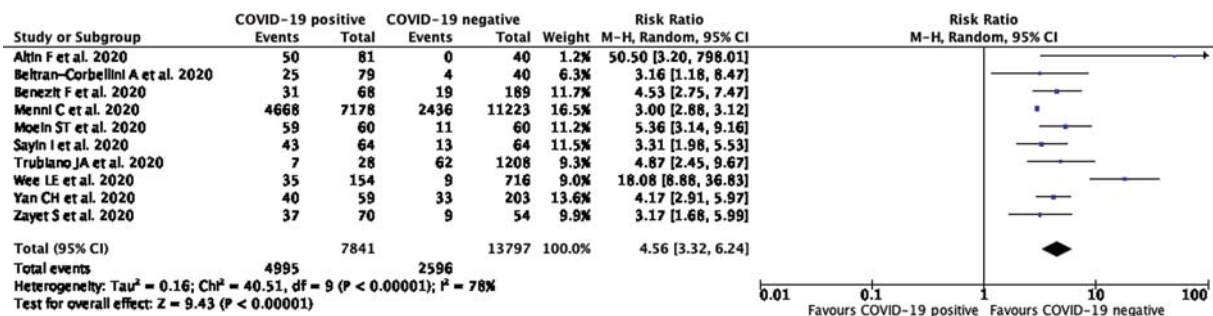 COVID-19 positive COVID-19 negative Risk Ratio Risk Ratio
Study or Subgroup Events Total Events Total Weight M-H, Random, 95% CI M-H, Random, 95% CI
Altin F et al. 2020 50 81 0 40 1.2% 50.50 [3.20, 798.01]
Beltran-Corbellini A et al. 2020 25 79 4 40 6.3% 3.16 [1.18, 8.47]
Benezit F et al. 2020 31 68 19 189 11.7% 4.53 [2.75, 7.47]
Menni C et al. 2020 4668 7178 2436 11223 16.5% 3.00 [2.88, 3.12]
Moein ST et al. 2020 59 60 11 60 11.2% 5.36 [3.14, 9.16]
Sayin I et al. 2020 43 64 13 64 11.5% 3.31 [1.98, 5.53]
Trubiano JA et al. 2020 7 28 62 1208 9.3% 4.87 [2.45, 9.67]
Wee LE et al. 2020 35 154 9 716 9.0% 18.08 [8.88, 36.83]
Yan CH et al. 2020 40 59 33 203 13.6% 4.17 [2.91, 5.97]
Zayet S et al. 2020 37 70 9 54 9.9% 3.17 [1.68, 5.99]
Total (95% CI) 7841 13797 100.0% 4.56 [3.32, 6.24]
Total events 4995 2596
Heterogeneity: Tau² = 0.16; Chi² = 40.51, df = 9 (P < 0.00001); I² = 78%
Test for overall effect: Z = 9.43 (P < 0.00001)
0.01 0.1 1 10 100
Favours COVID-19 positive Favours COVID-19 negative